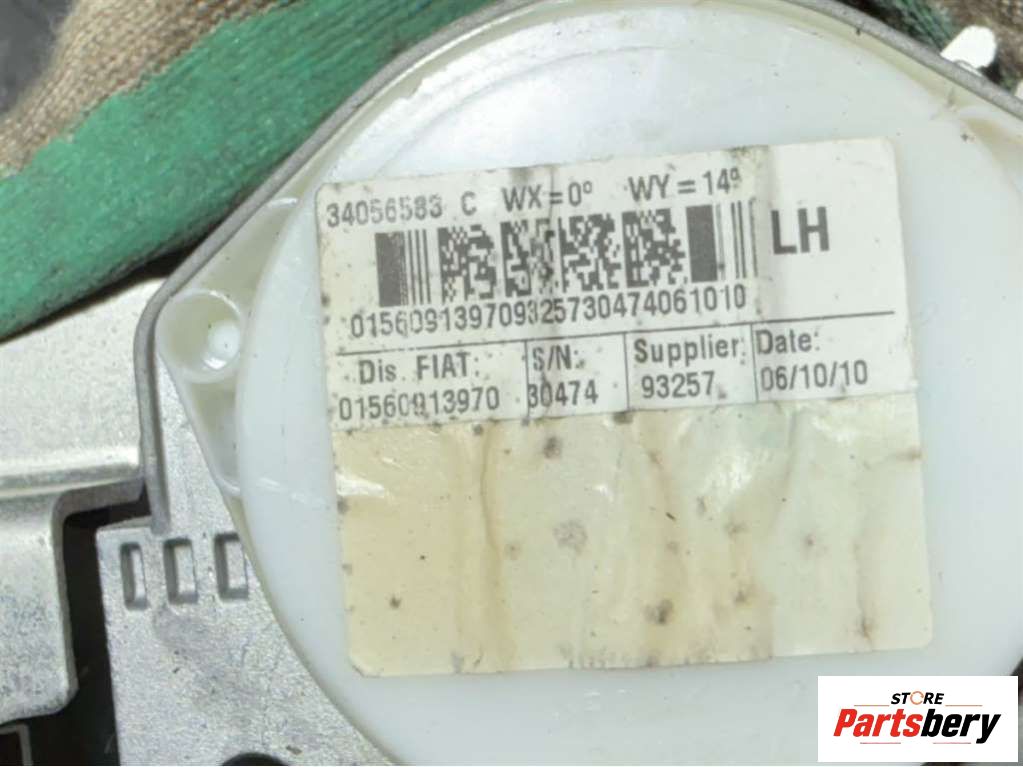 34056583 C WX=0° WY=14°
LH
015609139709325730474061010
Dis. FIAT: S/N: Supplier: Date:
01560913970 30474 93257 06/10/10
STORE
Partsbery